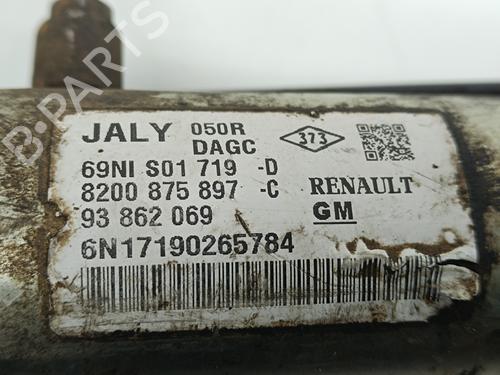 JALY 050R
DAGC
373
69NI S01 719 -D
8200 875 897 -C RENAULT
93 862 069 GM
6N17190265784
B-Parts